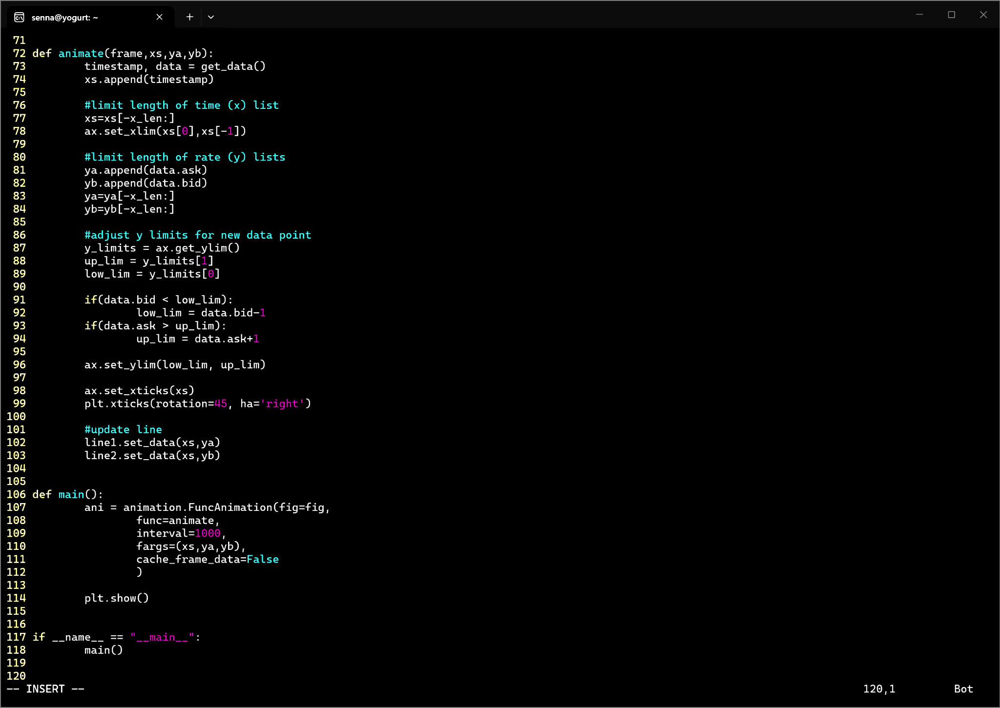 senna@yogurt: ~
71
72 def animate(frame,xs,ya,yb):
73         timestamp, data = get_data()
74         xs.append(timestamp)
75
76         #limit length of time (x) list
77         xs=xs[-x_len:]
78         ax.set_xlim(xs[0],xs[-1])
79
80         #limit length of rate (y) lists
81         ya.append(data.ask)
82         yb.append(data.bid)
83         ya=ya[-x_len:]
84         yb=yb[-x_len:]
85
86         #adjust y limits for new data point
87         y_limits = ax.get_ylim()
88         up_lim = y_limits[1]
89         low_lim = y_limits[0]
90
91         if(data.bid < low_lim):
92                 low_lim = data.bid-1
93         if(data.ask > up_lim):
94                 up_lim = data.ask+1
95
96         ax.set_ylim(low_lim, up_lim)
97
98         ax.set_xticks(xs)
99         plt.xticks(rotation=45, ha='right')
100
101         #update line
102         line1.set_data(xs,ya)
103         line2.set_data(xs,yb)
104
105
106 def main():
107         ani = animation.FuncAnimation(fig=fig,
108                 func=animate,
109                 interval=1000,
110                 fargs=(xs,ya,yb),
111                 cache_frame_data=False
112                 )
113
114         plt.show()
115
116
117 if __name__ == "__main__":
118         main()
119
120
-- INSERT -- 120,1 Bot